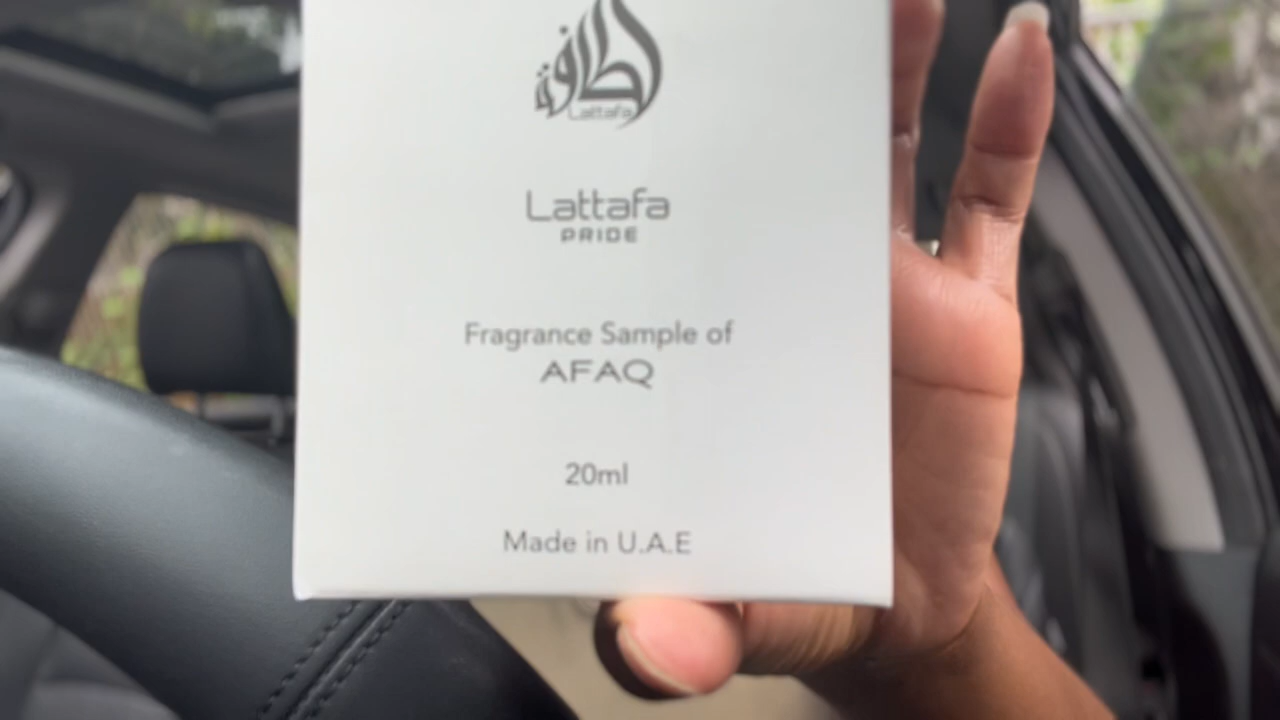 لطافة
Lattafa
Lattafa
PRIDE
Fragrance Sample of
AFAQ
20ml
Made in U.A.E